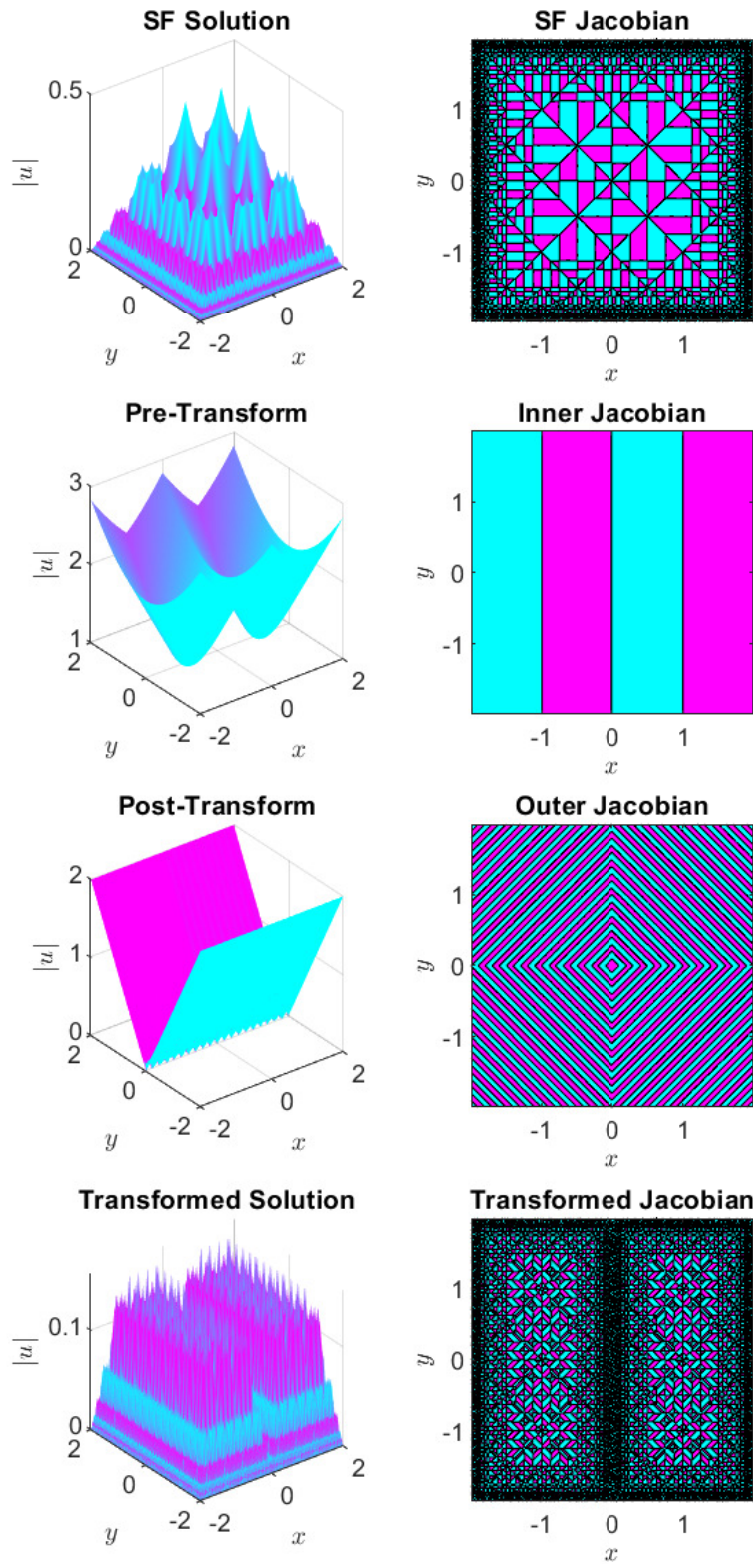 SF Solution
0.5
|u|
0
2
0
-2
y
-2
0
2
x
SF Jacobian
1
0
-1
y
-1 0 1
x
Pre-Transform
3
2
1
|u|
2
0
-2
y
-2
0
2
x
Inner Jacobian
1
0
-1
y
-1 0 1
x
Post-Transform
2
1
0
|u|
2
0
-2
y
-2
0
2
x
Outer Jacobian
1
0
-1
y
-1 0 1
x
Transformed Solution
0.1
0
|u|
2
0
-2
y
-2
0
2
x
Transformed Jacobian
1
0
-1
y
-1 0 1
x